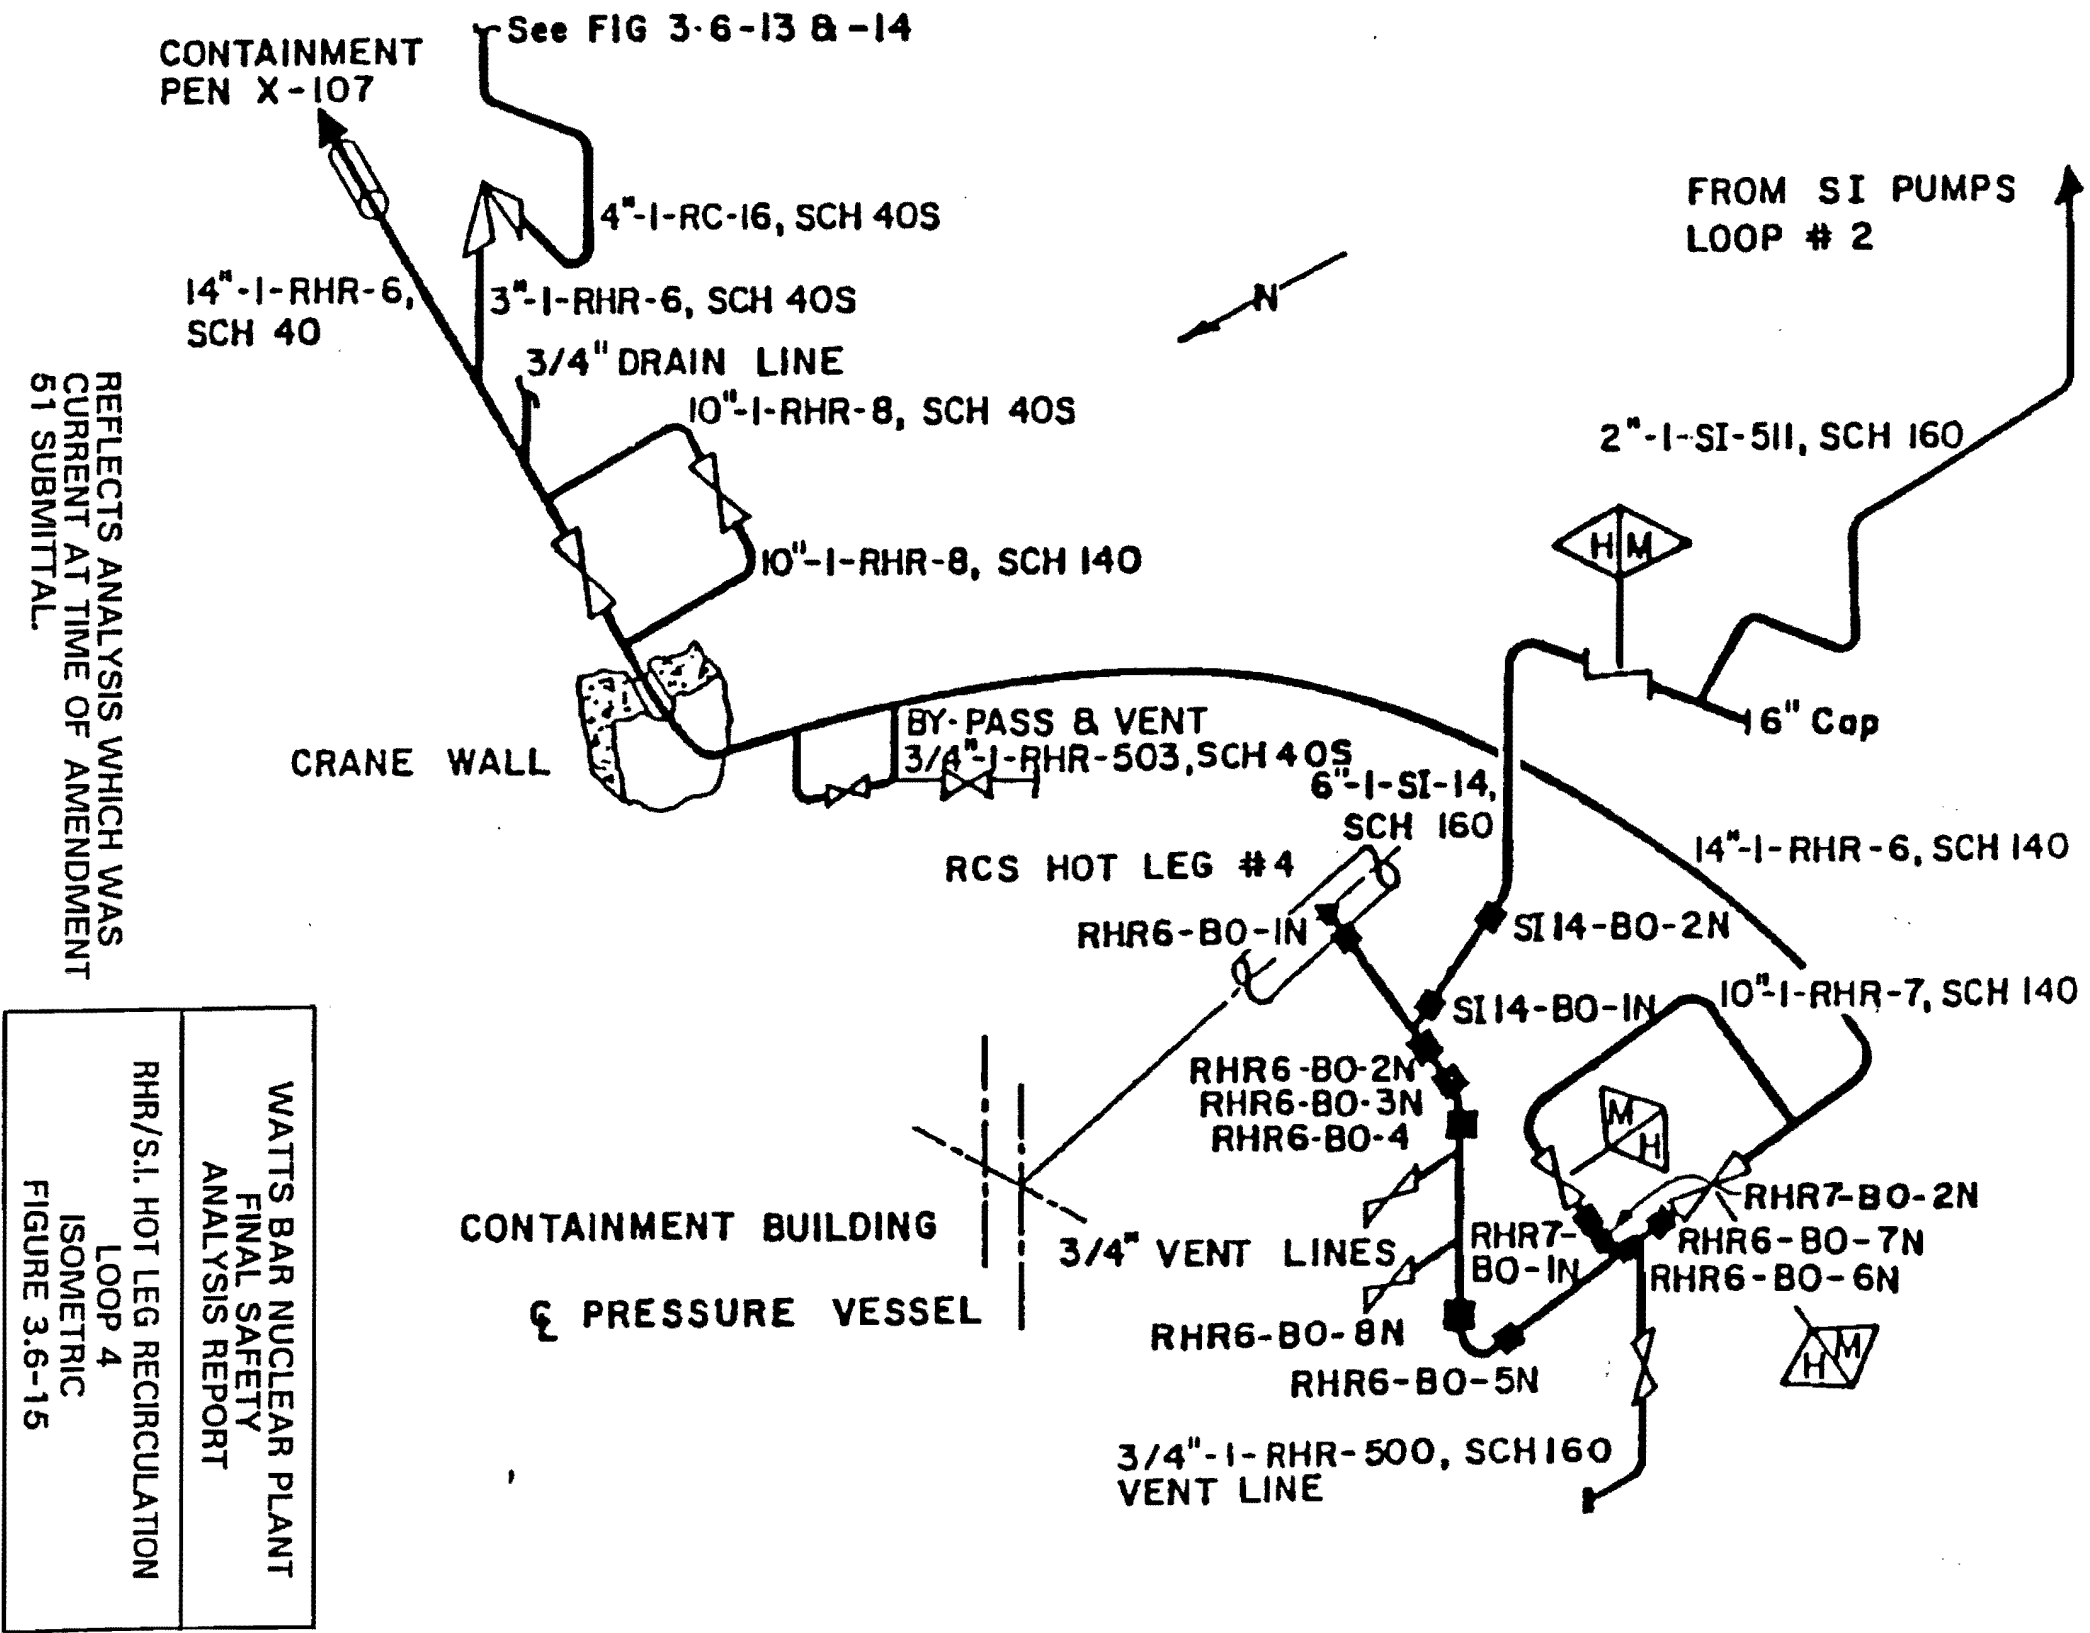 See FIG 3.6-13 & -14
CONTAINMENT
PEN X-107
4"-1-RC-16, SCH 40S
FROM SI PUMPS
LOOP # 2
14"-1-RHR-6,
SCH 40
3"-1-RHR-6, SCH 40S
N
3/4" DRAIN LINE
10"-1-RHR-8, SCH 40S
2"-1-SI-511, SCH 160
H M
10"-1-RHR-8, SCH 140
6" Cap
BY-PASS & VENT
3/4"-1-RHR-503, SCH 40S
CRANE WALL
6"-1-SI-14,
SCH 160
14"-1-RHR-6, SCH 140
RCS HOT LEG #4
RHR6-BO-1N
SI14-BO-2N
10"-1-RHR-7, SCH 140
SI14-BO-1N
RHR6-BO-2N
RHR6-BO-3N
RHR6-BO-4
M
H
RHR7-BO-2N
CONTAINMENT BUILDING
3/4" VENT LINES
RHR7-
BO-1N
RHR6-BO-7N
RHR6-BO-6N
℄ PRESSURE VESSEL
RHR6-BO-8N
RHR6-BO-5N
H M
3/4"-1-RHR-500, SCH 160
VENT LINE
REFLECTS ANALYSIS WHICH WAS
CURRENT AT TIME OF AMENDMENT
51 SUBMITTAL.
WATTS BAR NUCLEAR PLANT
FINAL SAFETY
ANALYSIS REPORT
RHR/S.I. HOT LEG RECIRCULATION
LOOP 4
ISOMETRIC
FIGURE 3.6-15